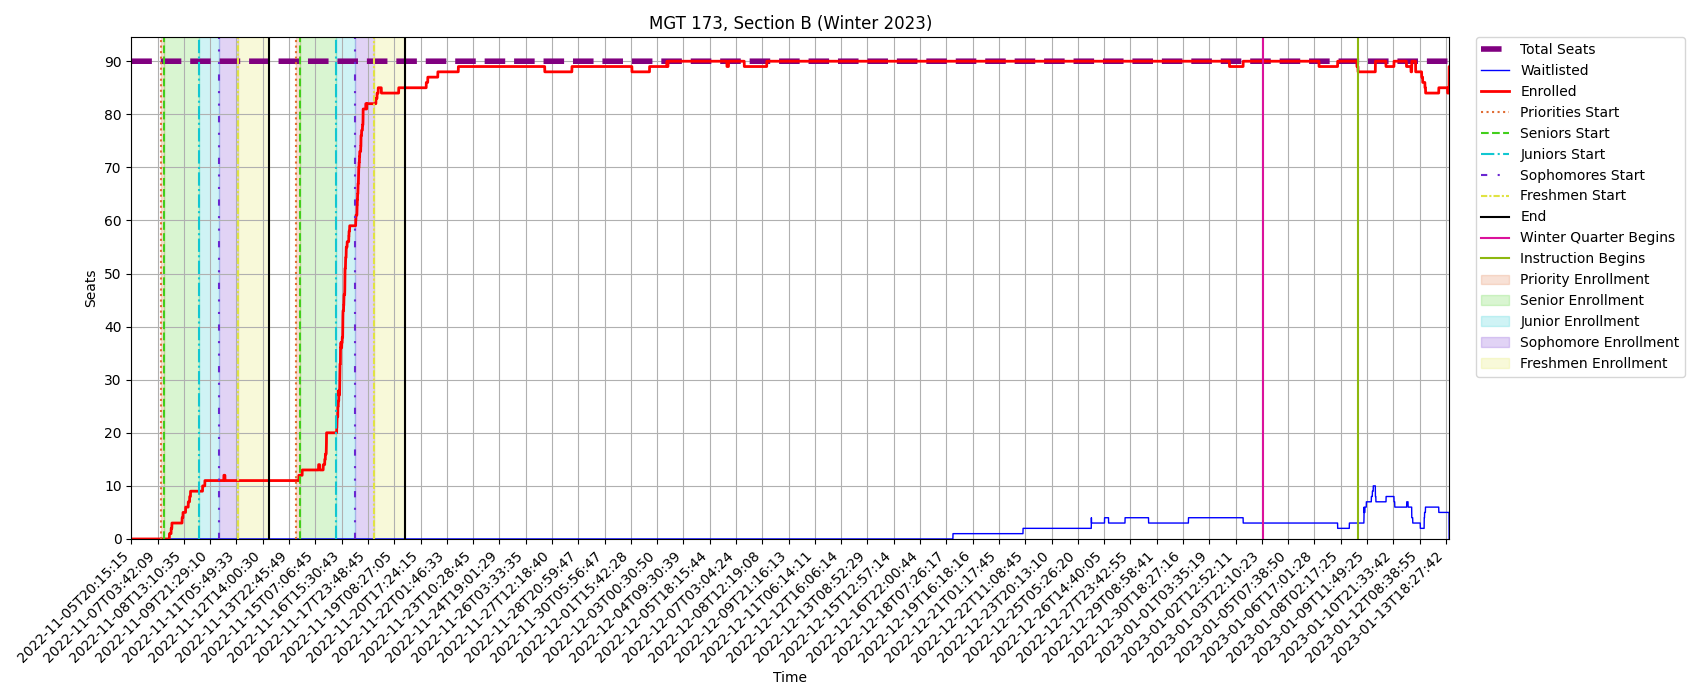 MGT 173, Section B (Winter 2023)
Seats
90
80
70
60
50
40
30
20
10
0
2022-11-05T20:15:15
2022-11-07T03:42:09
2022-11-08T13:10:35
2022-11-09T21:29:10
2022-11-11T05:49:33
2022-11-12T14:00:30
2022-11-13T22:45:49
2022-11-15T07:06:45
2022-11-16T15:30:43
2022-11-17T23:48:45
2022-11-19T08:27:05
2022-11-20T17:24:15
2022-11-22T01:46:33
2022-11-23T10:28:45
2022-11-24T19:01:29
2022-11-26T03:33:35
2022-11-27T12:18:40
2022-11-28T20:59:47
2022-11-30T05:56:47
2022-12-01T15:42:28
2022-12-03T00:30:50
2022-12-04T09:30:39
2022-12-05T18:15:44
2022-12-07T03:04:24
2022-12-08T12:19:08
2022-12-09T21:16:13
2022-12-11T06:14:11
2022-12-12T16:06:14
2022-12-13T08:52:29
2022-12-15T12:57:14
2022-12-16T22:00:44
2022-12-18T07:26:17
2022-12-19T16:18:16
2022-12-21T01:17:45
2022-12-22T11:08:45
2022-12-23T20:13:10
2022-12-25T05:26:20
2022-12-26T14:40:05
2022-12-27T23:42:55
2022-12-29T08:58:41
2022-12-30T18:27:16
2023-01-01T03:35:19
2023-01-02T12:52:11
2023-01-03T22:10:23
2023-01-05T07:38:50
2023-01-06T17:01:28
2023-01-08T02:17:25
2023-01-09T11:49:25
2023-01-10T21:33:42
2023-01-12T08:38:55
2023-01-13T18:27:42
Time
Total Seats
Waitlisted
Enrolled
Priorities Start
Seniors Start
Juniors Start
Sophomores Start
Freshmen Start
End
Winter Quarter Begins
Instruction Begins
Priority Enrollment
Senior Enrollment
Junior Enrollment
Sophomore Enrollment
Freshmen Enrollment